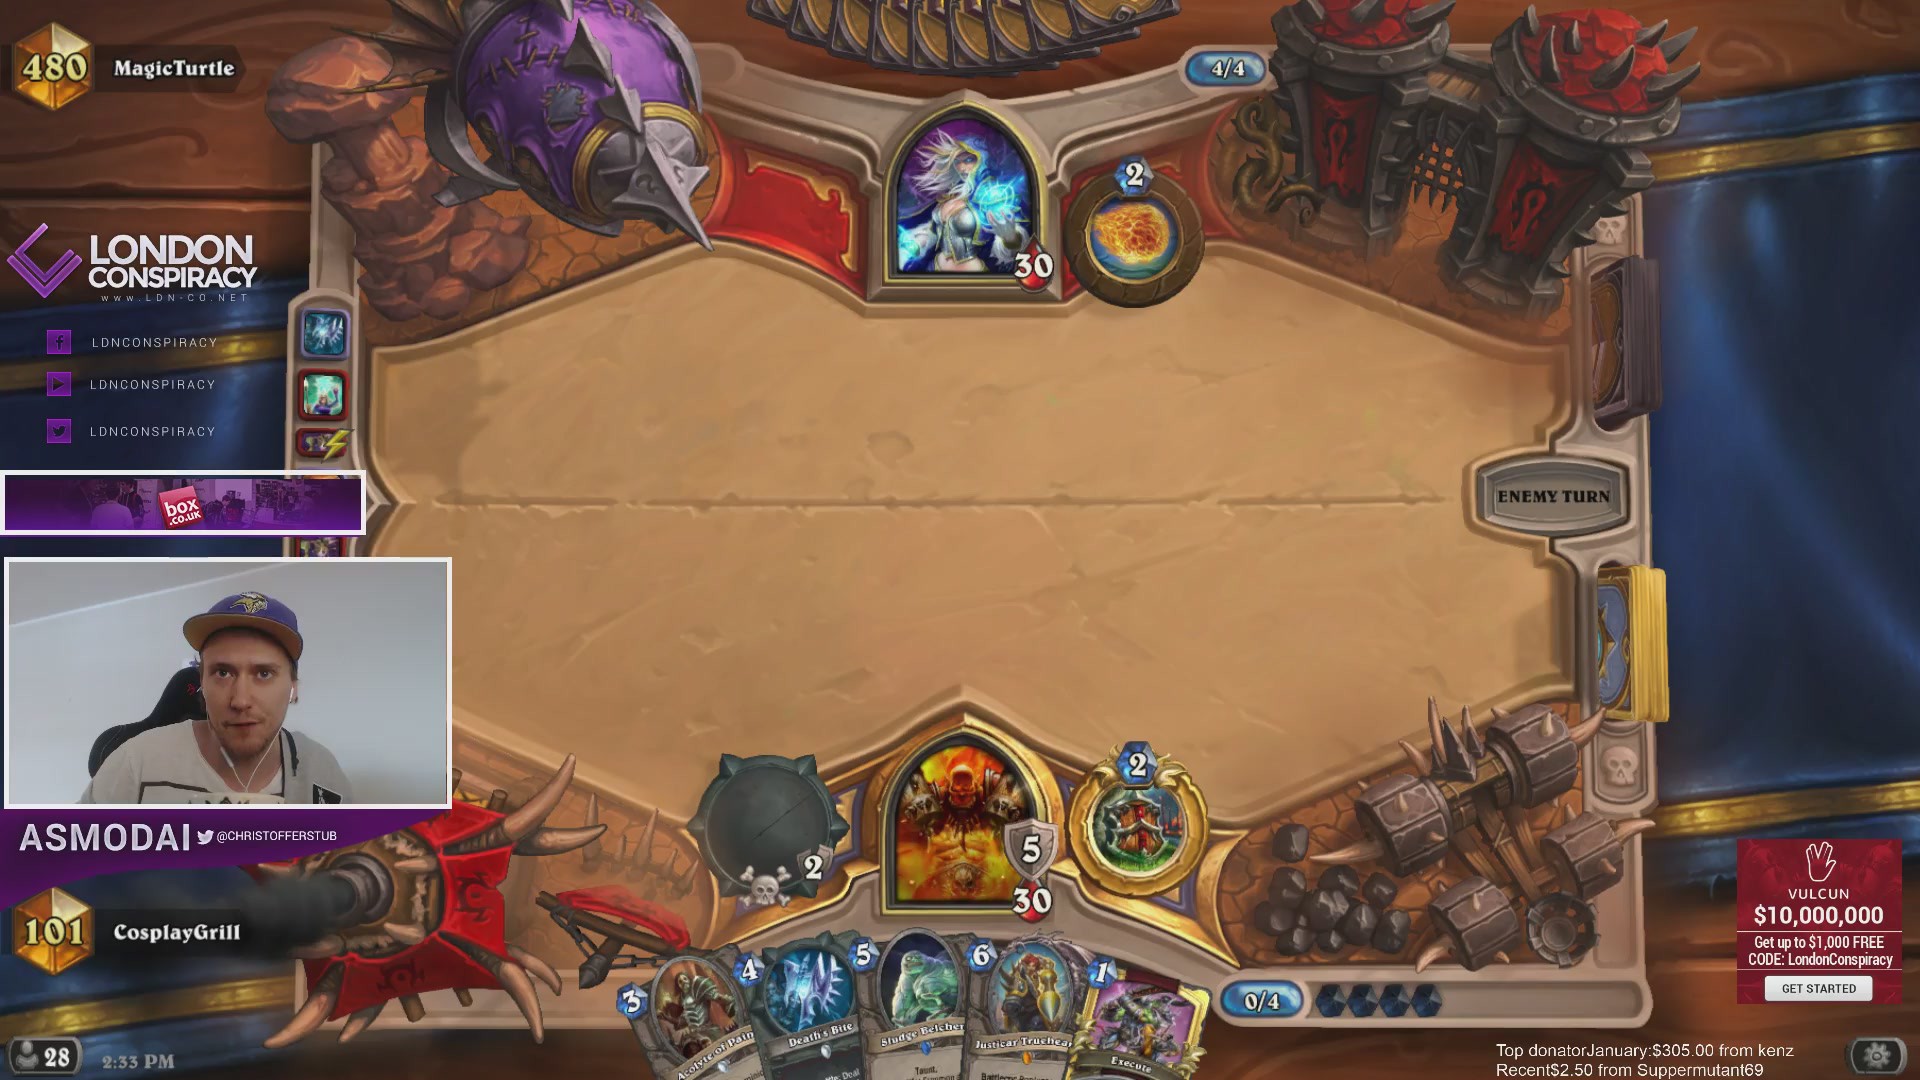 480
MagicTurtle
4/4
2
30
LONDON
CONSPIRACY
WWW.LDN-CO.NET
LDNCONSPIRACY
LDNCONSPIRACY
LDNCONSPIRACY
box
.co.uk
ENEMY TURN
2
2
5
30
ASMODAI @CHRISTOFFERSTUB
101
CosplayGrill
VULCUN
$10,000,000
Get up to $1,000 FREE
CODE: LondonConspiracy
GET STARTED
3
Acolyte of Pain
4
Death's Bite
5
Sludge Belcher
Taunt.
6
Justicar Trueheart
1
Execute
0/4
28
2:33 PM
Top donatorJanuary:$305.00 from kenz
Recent$2.50 from Suppermutant69